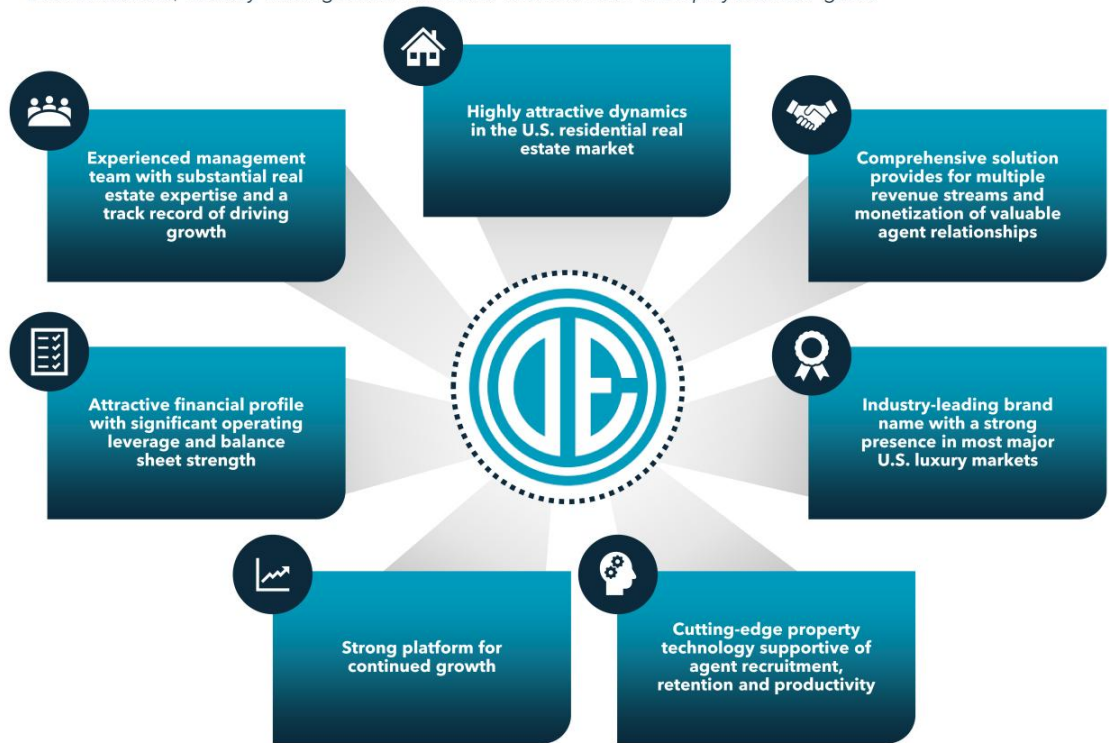 Highly attractive dynamics
in the U.S. residential real
estate market
Experienced management
team with substantial real
estate expertise and a
track record of driving
growth
Comprehensive solution
provides for multiple
revenue streams and
monetization of valuable
agent relationships
Attractive financial profile
with significant operating
leverage and balance
sheet strength
DE
Industry-leading brand
name with a strong
presence in most major
U.S. luxury markets
Strong platform for
continued growth
Cutting-edge property
technology supportive of
agent recruitment,
retention and productivity